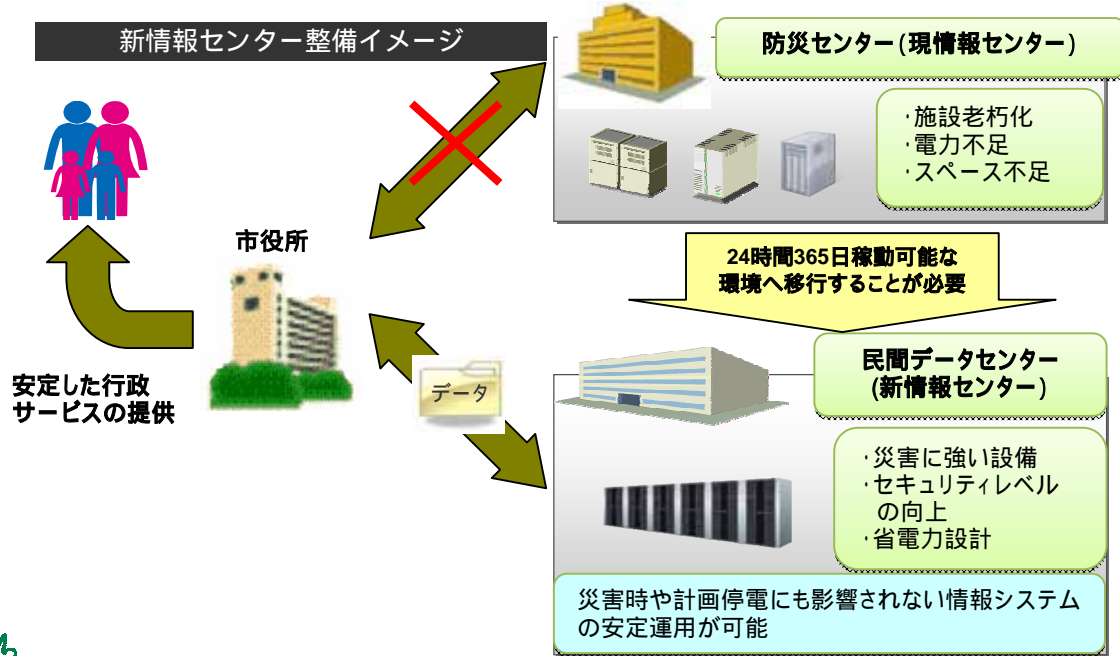 新情報センター整備イメージ
防災センター(現情報センター)
・施設老朽化
・電力不足
・スペース不足
市役所
24時間365日稼動可能な
環境へ移行することが必要
安定した行政
サービスの提供
データ
民間データセンター
(新情報センター)
・災害に強い設備
・セキュリティレベル
の向上
・省電力設計
災害時や計画停電にも影響されない情報システム
の安定運用が可能